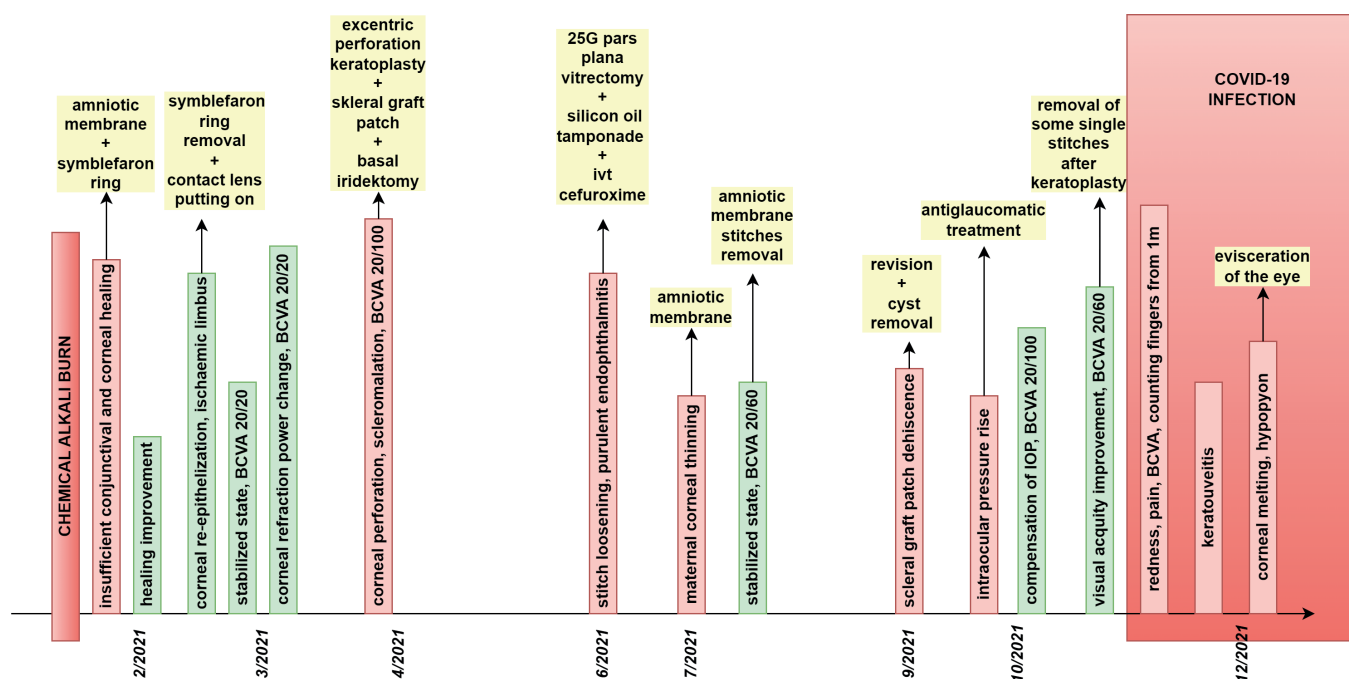 CHEMICAL ALKALI BURN
amniotic
membrane
+
symblefaron
ring
insufficient conjunctival and corneal healing
healing improvement
2/2021
symblefaron
ring
removal
+
contact lens
putting on
corneal re-epithelization, ischaemic limbus
stabilized state, BCVA 20/20
corneal refraction power change, BCVA 20/20
3/2021
excentric
perforation
keratoplasty
+
skleral graft
patch
+
basal
iridektomy
corneal perforation, scleromalation, BCVA 20/100
4/2021
25G pars
plana
vitrectomy
+
silicon oil
tamponade
+
ivt
cefuroxime
stitch loosening, purulent endophthalmitis
6/2021
amniotic
membrane
maternal corneal thinning
7/2021
amniotic
membrane
stitches
removal
stabilized state, BCVA 20/60
revision
+
cyst
removal
scleral graft patch dehiscence
9/2021
antiglaucomatic
treatment
intraocular pressure rise
compensation of IOP, BCVA 20/100
10/2021
removal of
some single
stitches
after
keratoplasty
visual acquity improvement, BCVA 20/60
COVID-19
INFECTION
redness, pain, BCVA, counting fingers from 1m
keratouveitis
evisceration
of the eye
corneal melting, hypopyon
12/2021